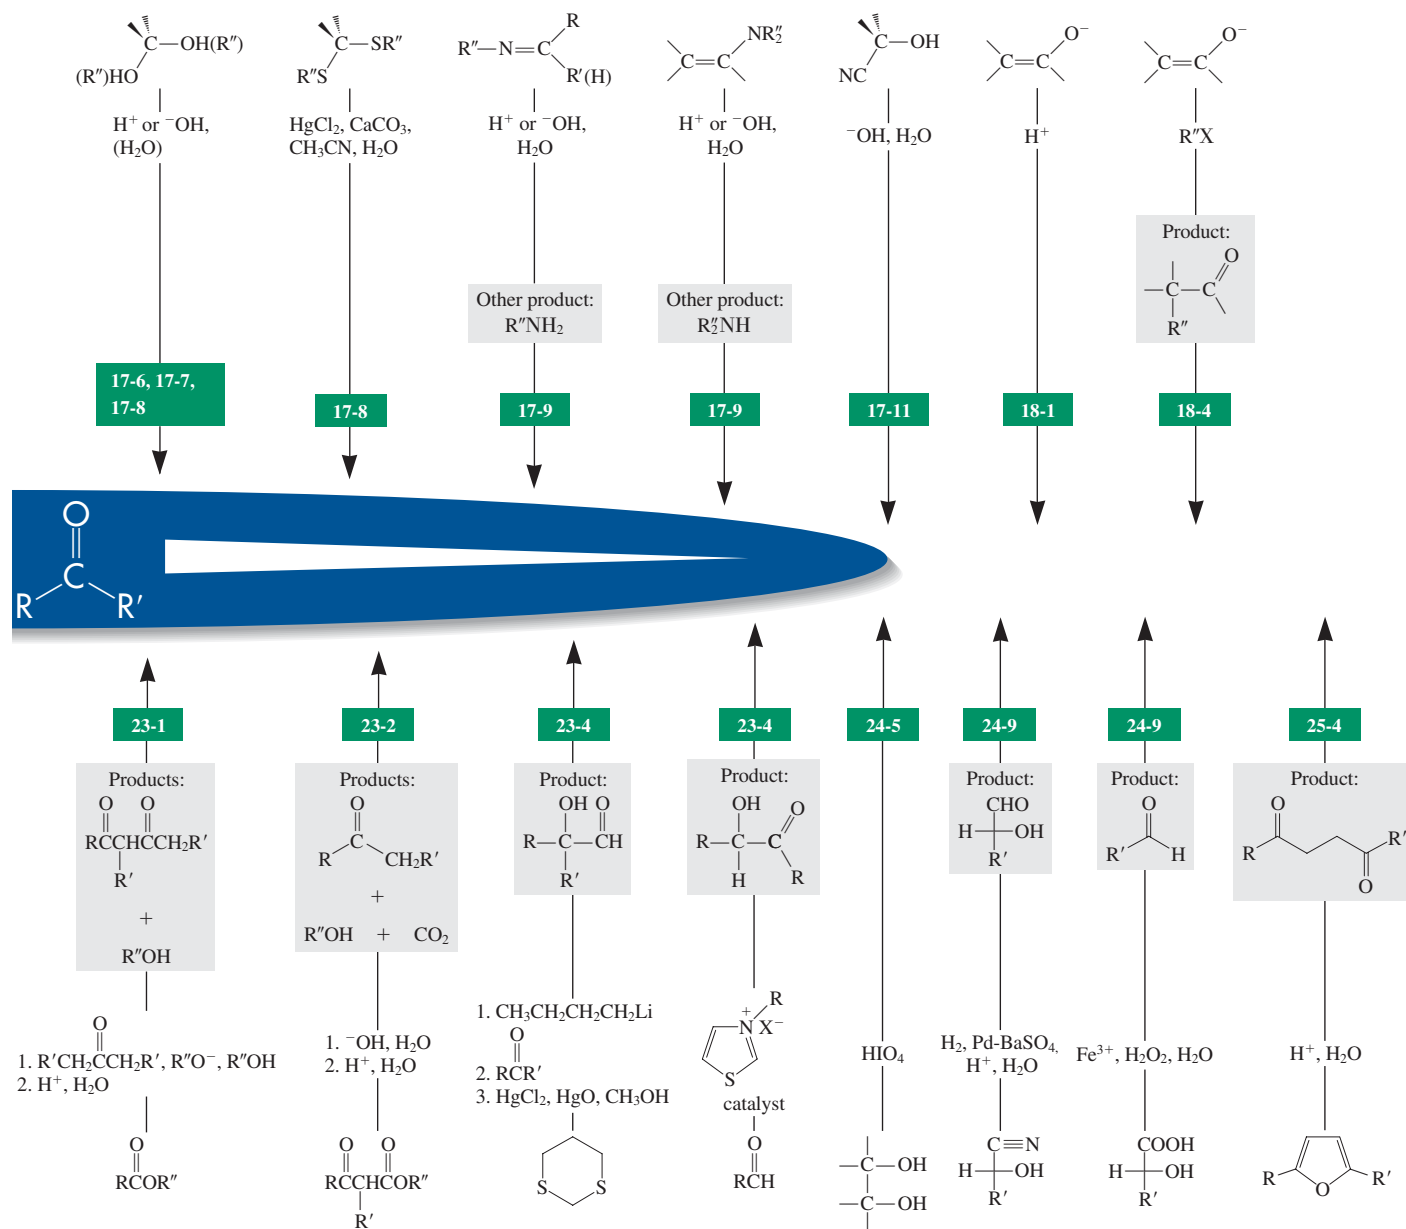 C—OH(R″)
(R″)HO
H⁺ or ⁻OH,
(H₂O)
17-6, 17-7,
17-8
C—SR″
R″S
HgCl₂, CaCO₃,
CH₃CN, H₂O
17-8
R
R″—N=C
R′(H)
H⁺ or ⁻OH,
H₂O
Other product:
R″NH₂
17-9
NR″₂
C=C
H⁺ or ⁻OH,
H₂O
Other product:
R″₂NH
17-9
C—OH
NC
⁻OH, H₂O
17-11
O⁻
C=C
H⁺
18-1
O⁻
C=C
R″X
Product:
O
—C—C
R″
18-4
O
C
R R′
23-1
Products:
O O
RCCHCCH₂R′
R′
+
R″OH
O
1. R′CH₂CCH₂R′, R″O⁻, R″OH
2. H⁺, H₂O
O
RCOR″
23-2
Products:
O
C
R CH₂R′
+
R″OH + CO₂
1. ⁻OH, H₂O
2. H⁺, H₂O
O O
RCCHCOR″
R′
23-4
Product:
OH O
R—C—CH
R′
1. CH₃CH₂CH₂CH₂Li
O
2. RCR′
3. HgCl₂, HgO, CH₃OH
S S
23-4
Product:
OH O
R—C—C
H R
R
+
N X⁻
S
catalyst
O
RCH
24-5
HIO₄
—C—OH
—C—OH
24-9
Product:
CHO
H OH
R′
H₂, Pd-BaSO₄,
H⁺, H₂O
C≡N
H OH
R′
24-9
Product:
O
C
R′ H
Fe³⁺, H₂O₂, H₂O
COOH
H OH
R′
25-4
Product:
O
R R′
O
H⁺, H₂O
R O R′